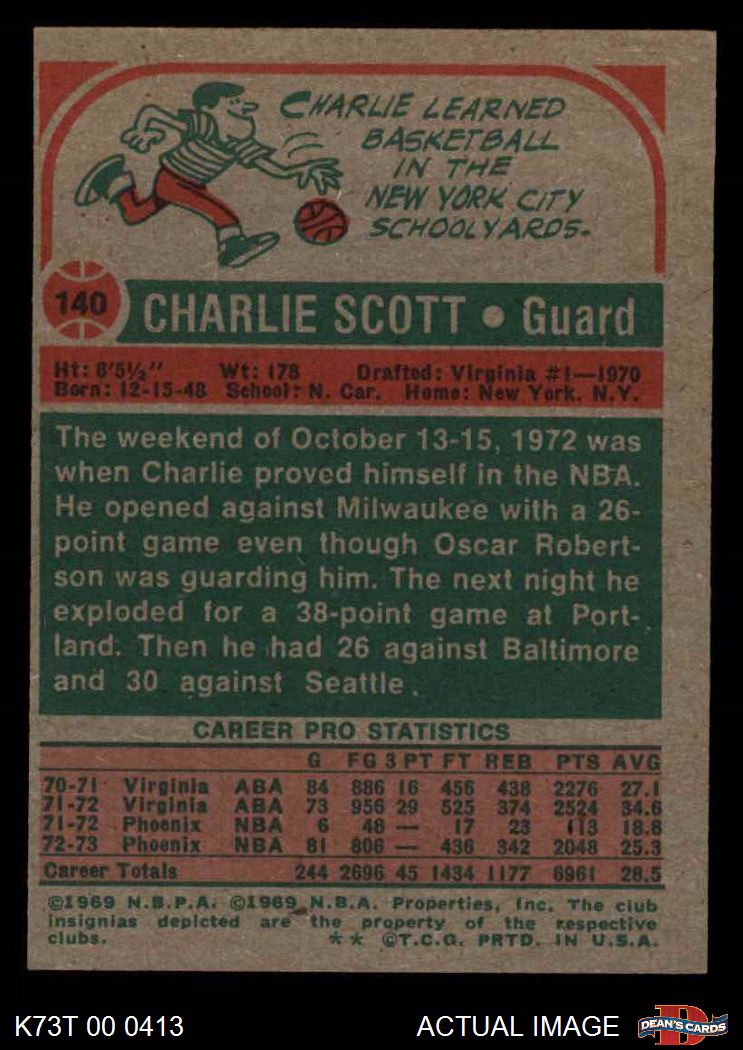 CHARLIE LEARNED
BASKETBALL
IN THE
NEW YORK CITY
SCHOOLYARDS.
140 CHARLIE SCOTT • Guard
Ht: 6'5½" Wt: 178 Drafted: Virginia #1—1970
Born: 12-15-48 School: N. Car. Home: New York, N.Y.
The weekend of October 13-15, 1972 was
when Charlie proved himself in the NBA.
He opened against Milwaukee with a 26-
point game even though Oscar Robert-
son was guarding him. The next night he
exploded for a 38-point game at Port-
land. Then he had 26 against Baltimore
and 30 against Seattle.
CAREER PRO STATISTICS
G FG 3 PT FT REB PTS AVG
70-71 Virginia ABA 84 886 16 456 438 2276 27.1
71-72 Virginia ABA 73 956 29 525 374 2524 34.6
71-72 Phoenix NBA 6 48 — 17 23 113 18.8
72-73 Phoenix NBA 81 806 — 436 342 2048 25.3
Career Totals 244 2696 45 1434 1177 6961 28.5
©1969 N.B.P.A. ©1969 N.B.A. Properties, Inc. The club
insignias depicted are the property of the respective
clubs. ** ©T.C.G. PRTD. IN U.S.A.
K73T 00 0413 ACTUAL IMAGE D DEAN'S CARDS